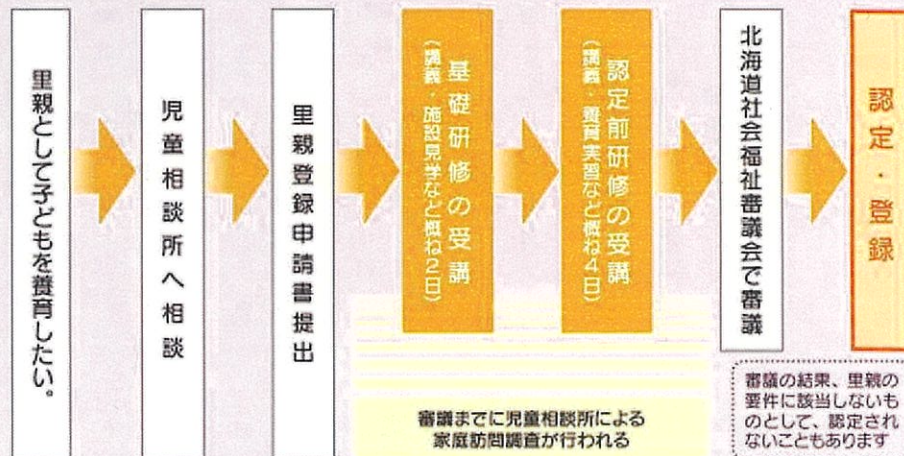 里親として子どもを養育したい。
児童相談所へ相談
里親登録申請書提出
基礎研修の受講
(講義・施設見学など概ね2日)
認定前研修の受講
(講義・養育実習など概ね4日)
北海道社会福祉審議会で審議
認定・登録
審議までに児童相談所による
家庭訪問調査が行われる
審議の結果、里親の
要件に該当しないも
のとして、認定され
ないこともあります